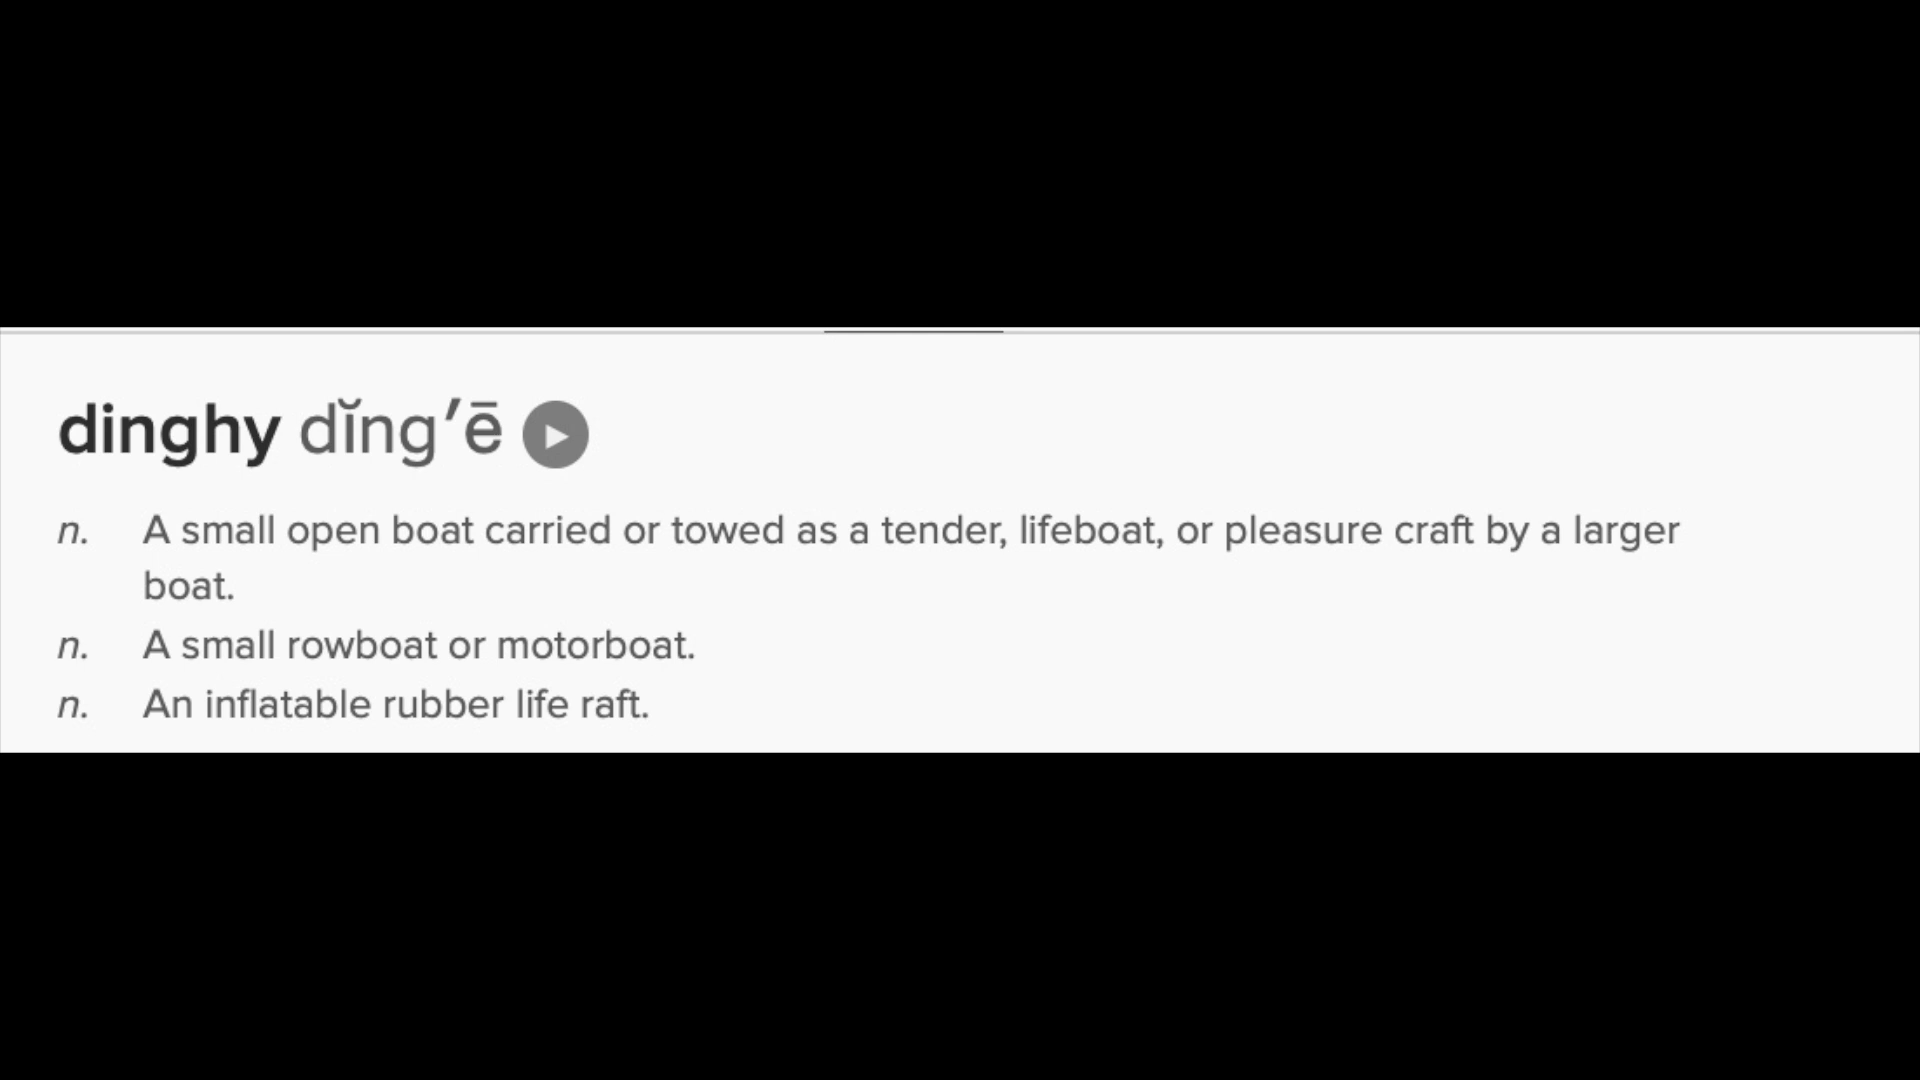 dinghy dĭng′ē
n. A small open boat carried or towed as a tender, lifeboat, or pleasure craft by a larger
boat.
n. A small rowboat or motorboat.
n. An inflatable rubber life raft.